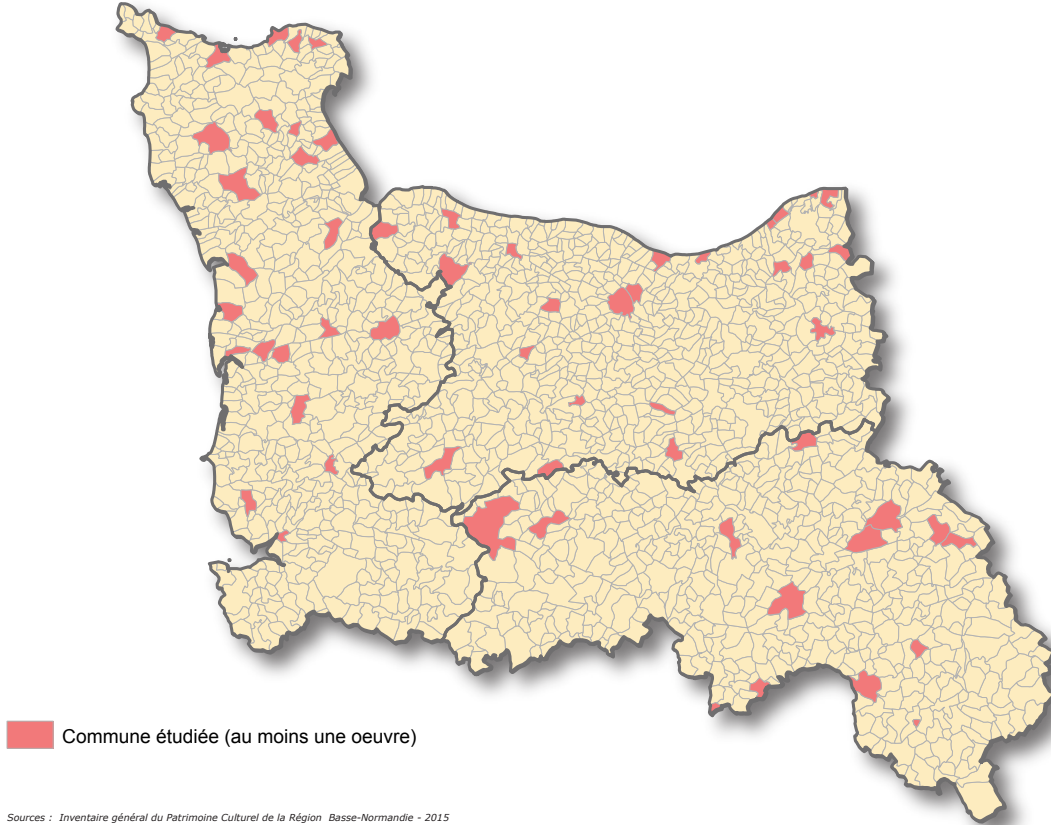 Commune étudiée (au moins une oeuvre)
Sources : Inventaire général du Patrimoine Culturel de la Région Basse-Normandie - 2015